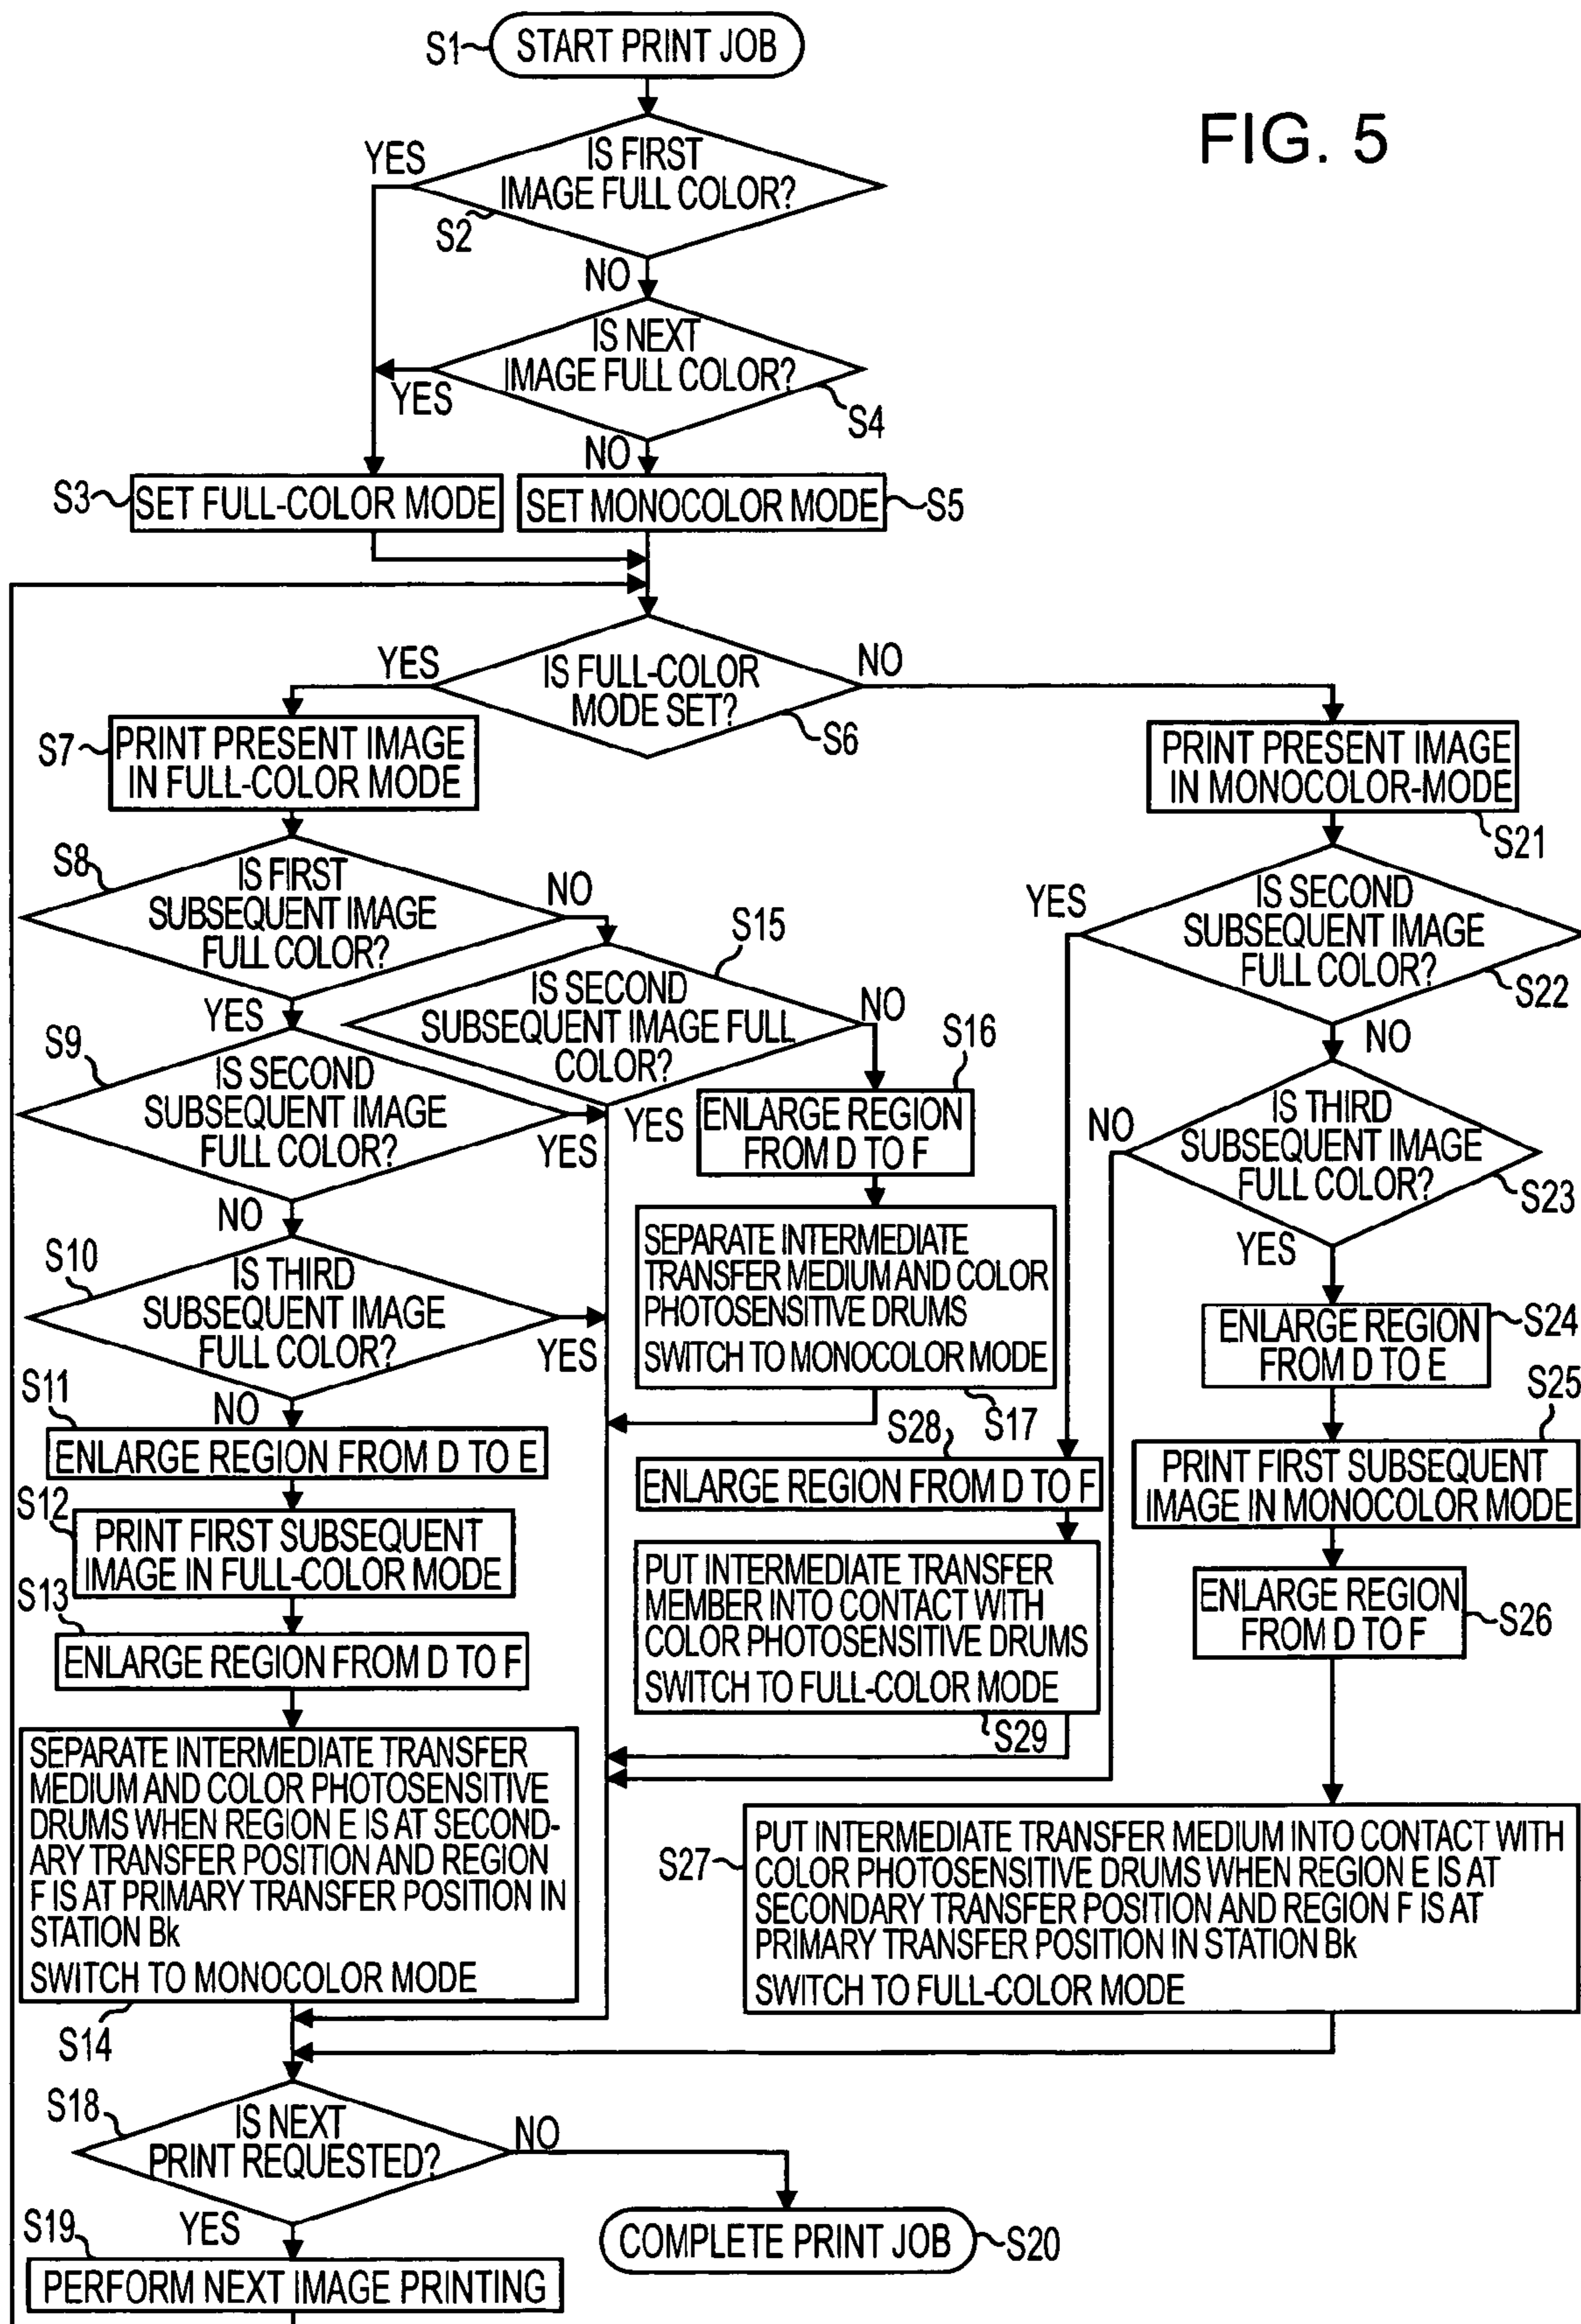 FIG. 5
S1
START PRINT JOB
YES
IS FIRST
IMAGE FULL COLOR?
S2
NO
IS NEXT
IMAGE FULL COLOR?
YES
S4
NO
S3
SET FULL-COLOR MODE
SET MONOCOLOR MODE
S5
YES
IS FULL-COLOR
MODE SET?
NO
S6
S7
PRINT PRESENT IMAGE
IN FULL-COLOR MODE
PRINT PRESENT IMAGE
IN MONOCOLOR-MODE
S21
S8
IS FIRST
SUBSEQUENT IMAGE
FULL COLOR?
NO
YES
S15
IS SECOND
SUBSEQUENT IMAGE FULL
COLOR?
NO
YES
YES
IS SECOND
SUBSEQUENT IMAGE
FULL COLOR?
S22
NO
S9
IS SECOND
SUBSEQUENT IMAGE
FULL COLOR?
YES
NO
S16
ENLARGE REGION
FROM D TO F
NO
IS THIRD
SUBSEQUENT IMAGE
FULL COLOR?
S23
YES
S10
IS THIRD
SUBSEQUENT IMAGE
FULL COLOR?
YES
NO
SEPARATE INTERMEDIATE
TRANSFER MEDIUM AND COLOR
PHOTOSENSITIVE DRUMS
SWITCH TO MONOCOLOR MODE
S17
ENLARGE REGION
FROM D TO E
S24
S11
ENLARGE REGION FROM D TO E
S28
ENLARGE REGION FROM D TO F
S25
PRINT FIRST SUBSEQUENT
IMAGE IN MONOCOLOR MODE
S12
PRINT FIRST SUBSEQUENT
IMAGE IN FULL-COLOR MODE
PUT INTERMEDIATE TRANSFER
MEMBER INTO CONTACT WITH
COLOR PHOTOSENSITIVE DRUMS
SWITCH TO FULL-COLOR MODE
S29
ENLARGE REGION
FROM D TO F
S26
S13
ENLARGE REGION FROM D TO F
SEPARATE INTERMEDIATE TRANSFER
MEDIUM AND COLOR PHOTOSENSITIVE
DRUMS WHEN REGION E IS AT SECOND-
ARY TRANSFER POSITION AND REGION
F IS AT PRIMARY TRANSFER POSITION IN
STATION Bk
SWITCH TO MONOCOLOR MODE
S14
S27
PUT INTERMEDIATE TRANSFER MEDIUM INTO CONTACT WITH
COLOR PHOTOSENSITIVE DRUMS WHEN REGION E IS AT
SECONDARY TRANSFER POSITION AND REGION F IS AT
PRIMARY TRANSFER POSITION IN STATION Bk
SWITCH TO FULL-COLOR MODE
S18
IS NEXT
PRINT REQUESTED?
NO
YES
S19
PERFORM NEXT IMAGE PRINTING
COMPLETE PRINT JOB
S20